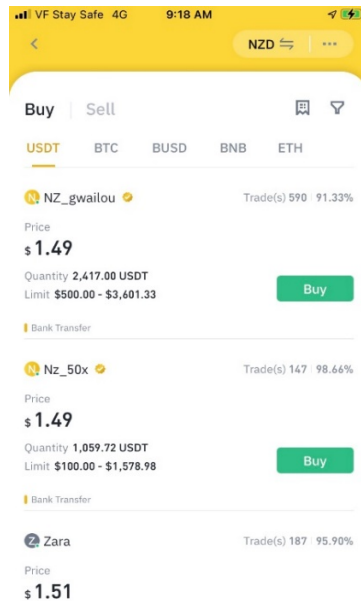 VF Stay Safe 4G 9:18 AM
NZD
Buy Sell
USDT BTC BUSD BNB ETH
NZ_gwailou Trade(s) 590 91.33%
Price
$ 1.49
Quantity 2,417.00 USDT
Limit $500.00 - $3,601.33
Buy
Bank Transfer
Nz_50x Trade(s) 147 98.66%
Price
$ 1.49
Quantity 1,059.72 USDT
Limit $100.00 - $1,578.98
Buy
Bank Transfer
Z Zara Trade(s) 187 95.90%
Price
$ 1.51